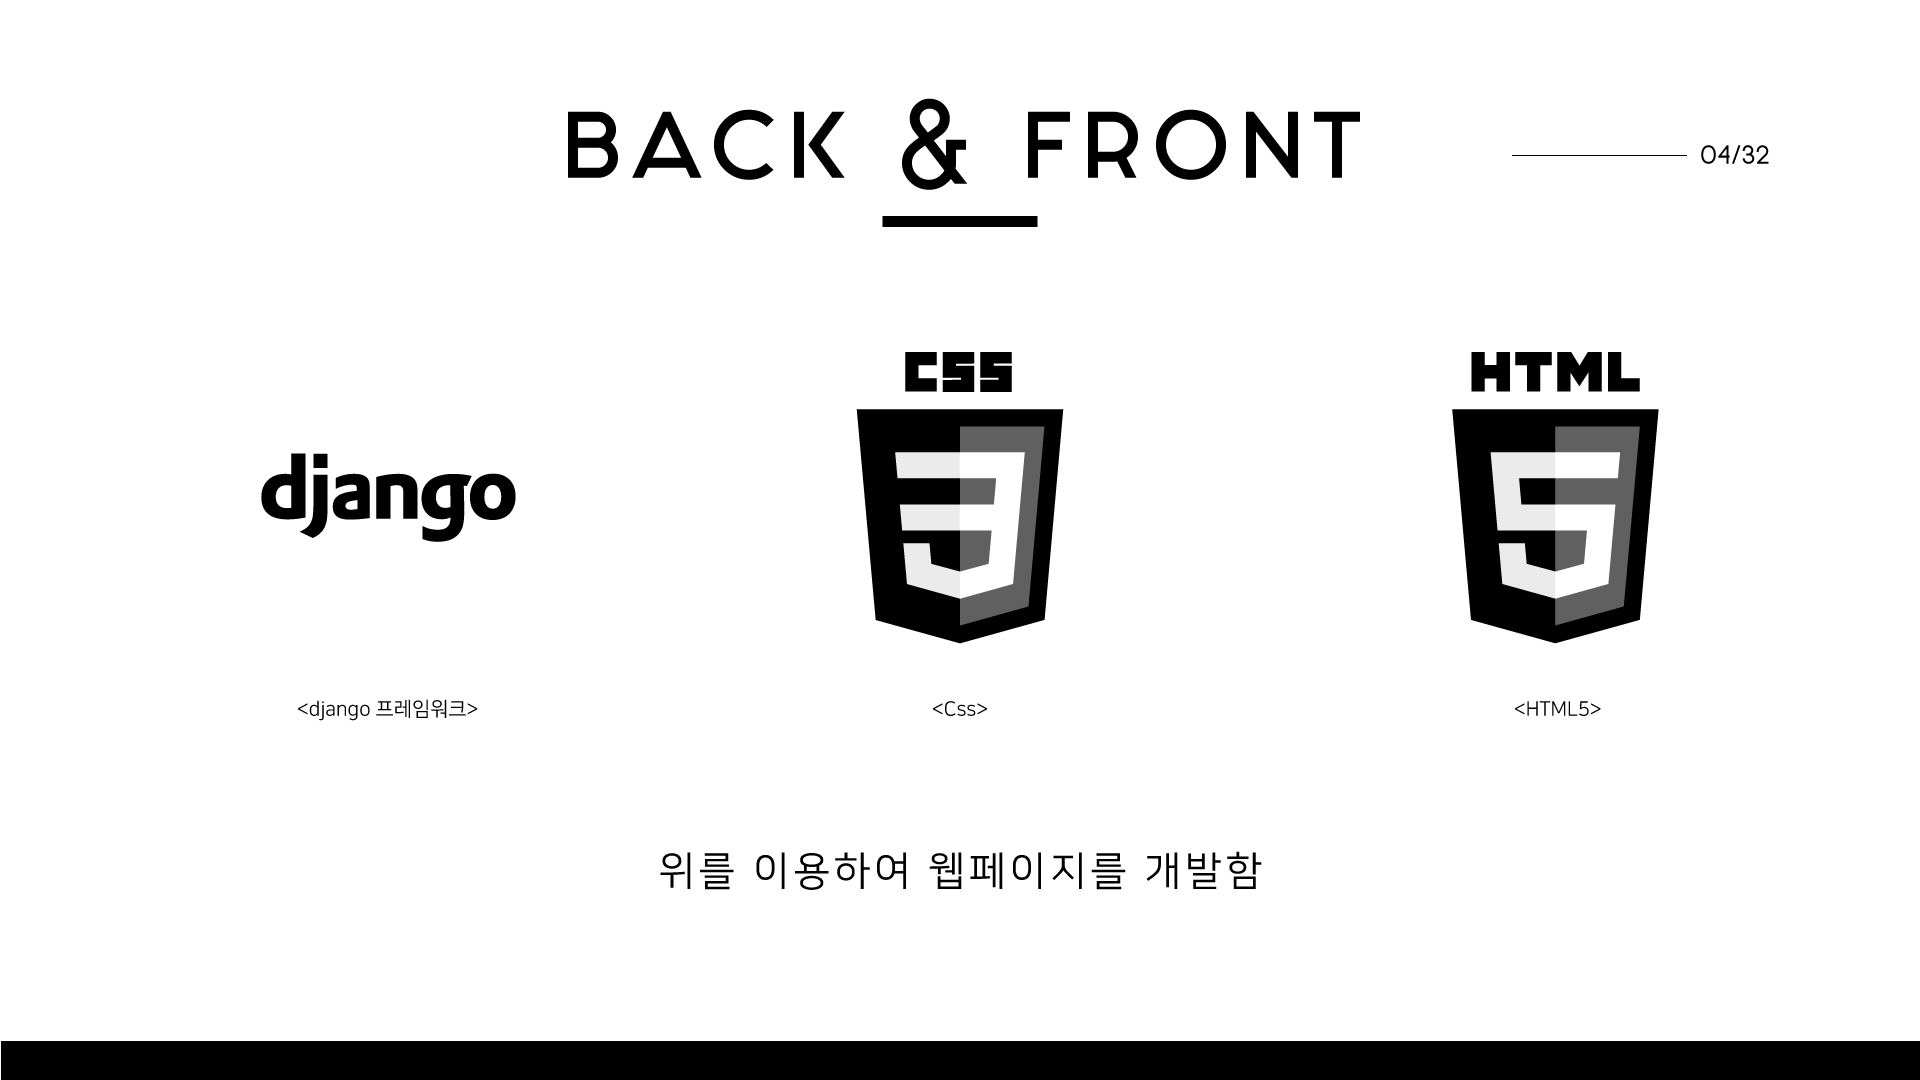 BACK & FRONT
04/32
django
CSS
3
HTML
5
<django 프레임워크>
<Css>
<HTML5>
위를 이용하여 웹페이지를 개발함